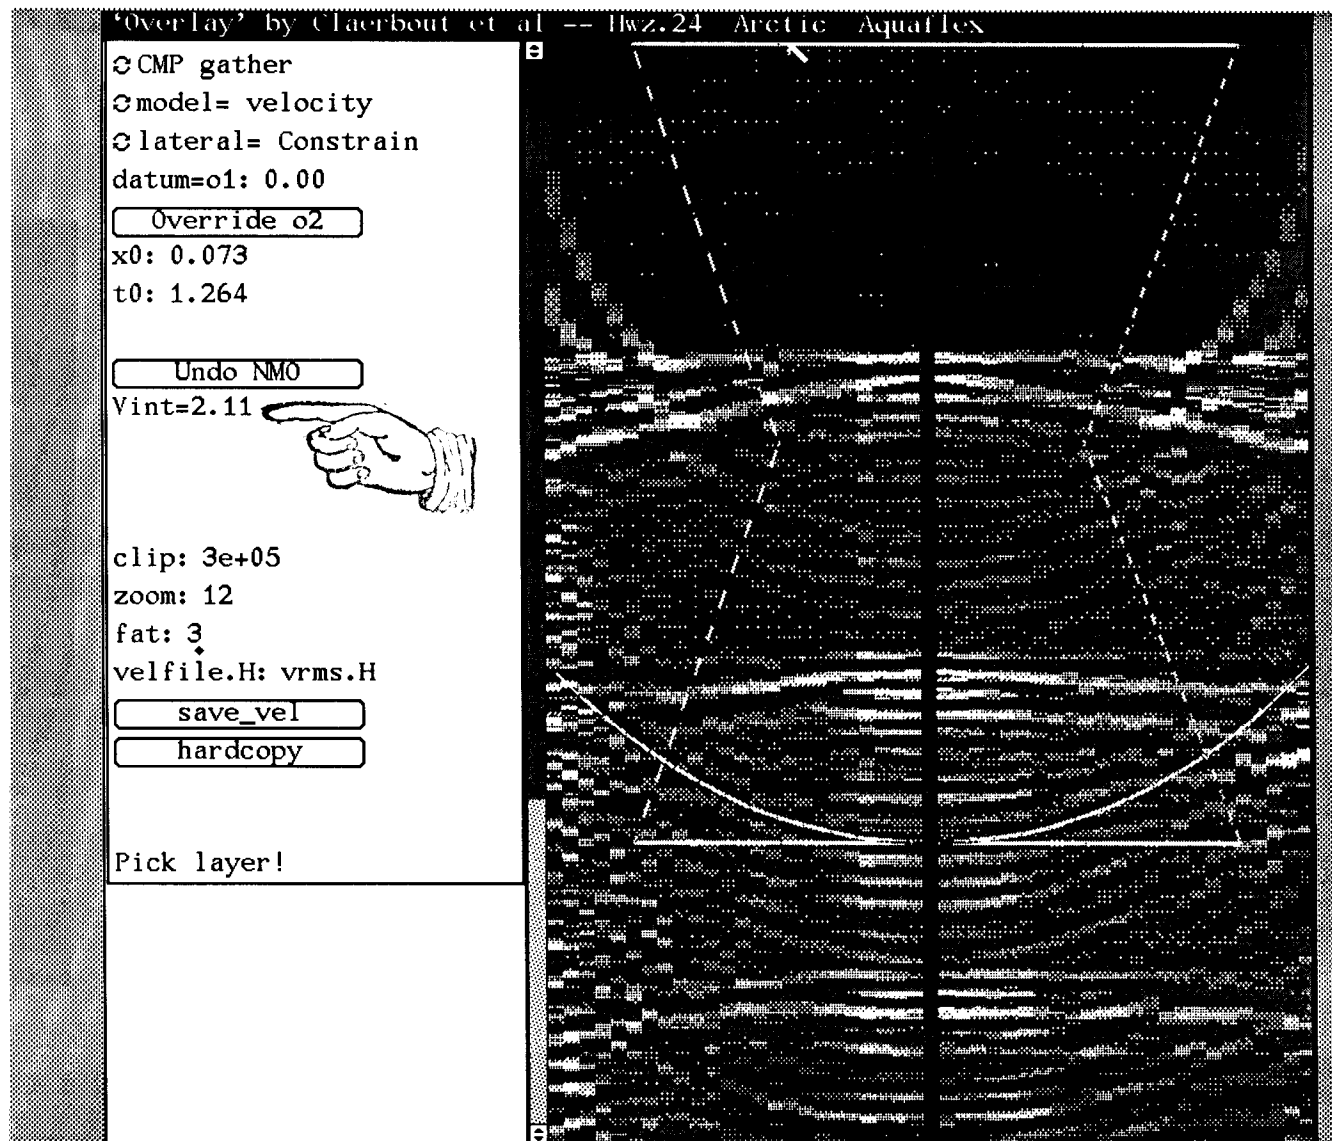 'Overlay' by Claerbout et al -- Hwz.24 Arctic Aquaflex
CMP gather
model= velocity
lateral= Constrain
datum=o1: 0.00
Override o2
x0: 0.073
t0: 1.264
Undo NMO
Vint=2.11
clip: 3e+05
zoom: 12
fat: 3
velfile.H: vrms.H
save_vel
hardcopy
Pick layer!